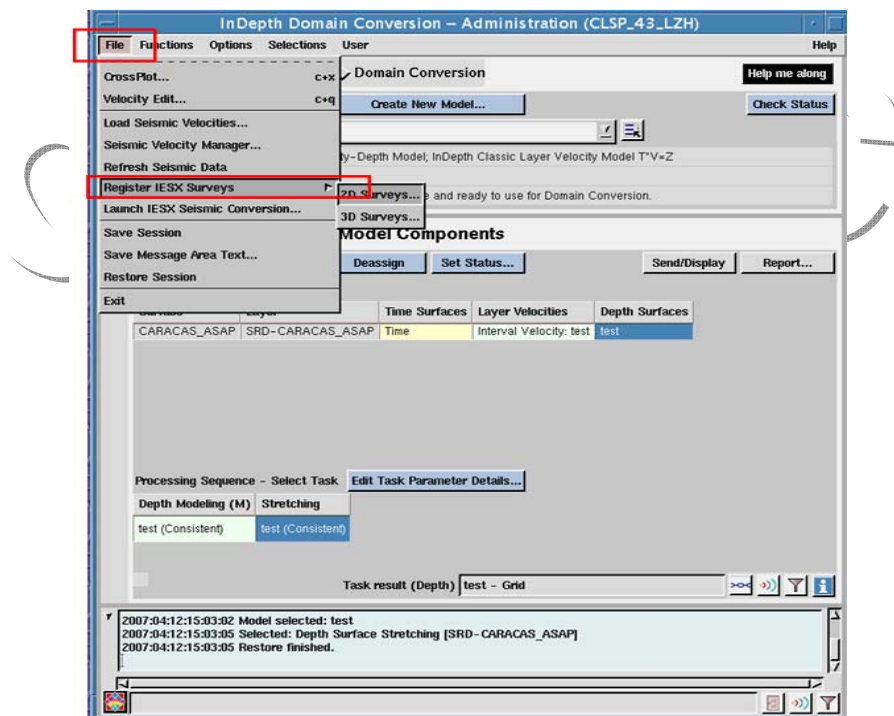 InDepth Domain Conversion – Administration (CLSP_43_LZH)
File Functions Options Selections User Help
CrossPlot... c+x
Velocity Edit... c+q
Load Seismic Velocities...
Seismic Velocity Manager...
Refresh Seismic Data
Register IESX Surveys
Launch IESX Seismic Conversion...
Save Session
Save Message Area Text...
Restore Session
Exit
2D Surveys...
3D Surveys...
Domain Conversion Help me along
Create New Model... Check Status
ty-Depth Model; InDepth Classic Layer Velocity Model T*V=Z
and ready to use for Domain Conversion.
Model Components
Deassign Set Status... Send/Display Report...
Time Surfaces Layer Velocities Depth Surfaces
CARACAS_ASAP SRD-CARACAS_ASAP Time Interval Velocity: test test
Processing Sequence – Select Task Edit Task Parameter Details...
Depth Modeling (M) Stretching
test (Consistent) test (Consistent)
Task result (Depth) test – Grid
2007:04:12:15:03:02 Model selected: test
2007:04:12:15:03:05 Selected: Depth Surface Stretching [SRD-CARACAS_ASAP]
2007:04:12:15:03:05 Restore finished.